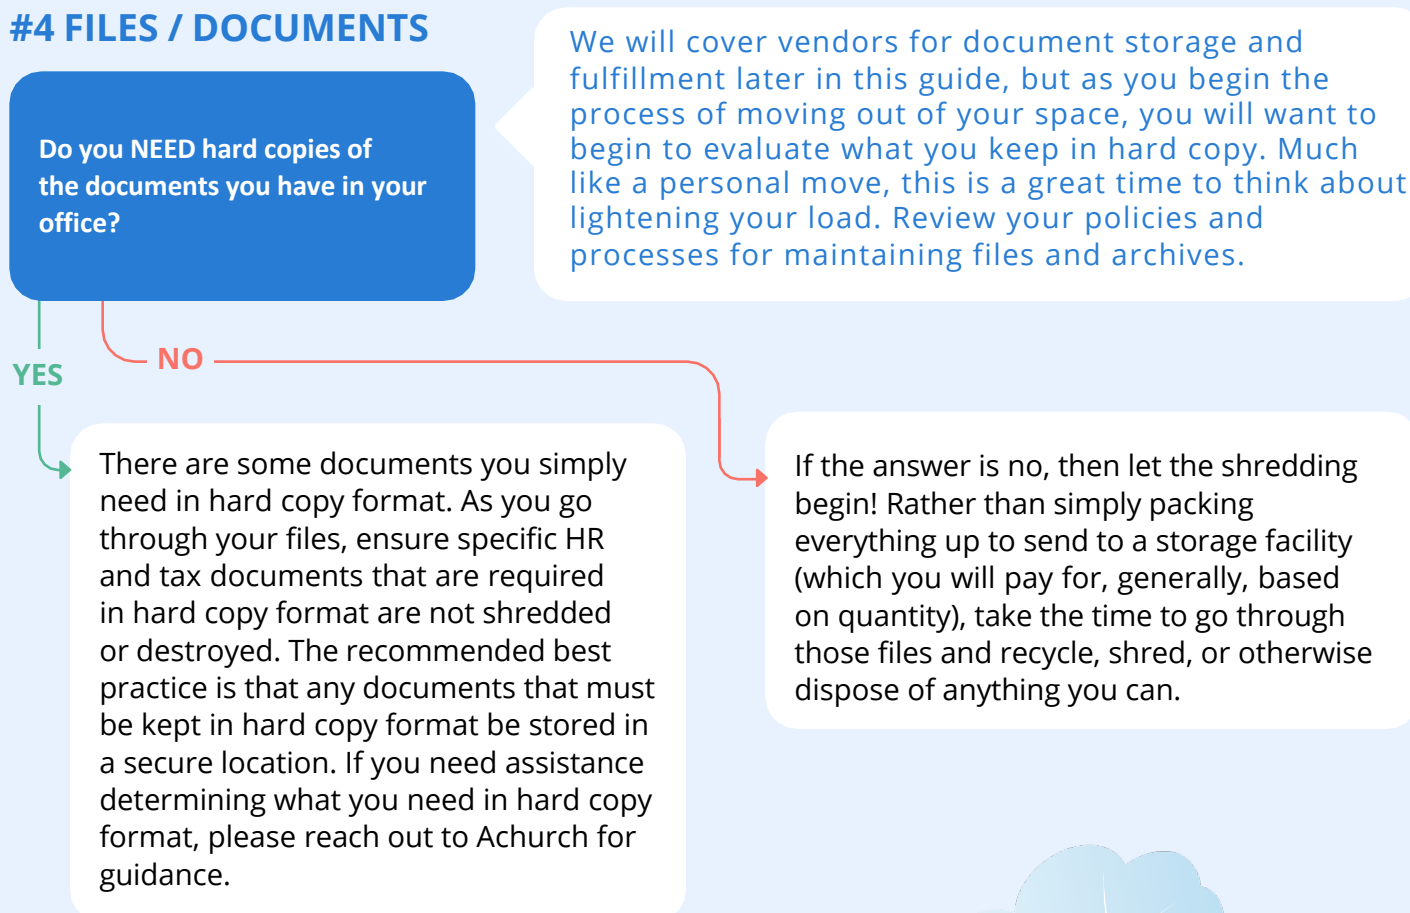 #4 FILES / DOCUMENTS
We will cover vendors for document storage and
fulfillment later in this guide, but as you begin the
process of moving out of your space, you will want to
begin to evaluate what you keep in hard copy. Much
like a personal move, this is a great time to think about
lightening your load. Review your policies and
processes for maintaining files and archives.
Do you NEED hard copies of
the documents you have in your
office?
YES
NO
There are some documents you simply
need in hard copy format. As you go
through your files, ensure specific HR
and tax documents that are required
in hard copy format are not shredded
or destroyed. The recommended best
practice is that any documents that must
be kept in hard copy format be stored in
a secure location. If you need assistance
determining what you need in hard copy
format, please reach out to Achurch for
guidance.
If the answer is no, then let the shredding
begin! Rather than simply packing
everything up to send to a storage facility
(which you will pay for, generally, based
on quantity), take the time to go through
those files and recycle, shred, or otherwise
dispose of anything you can.